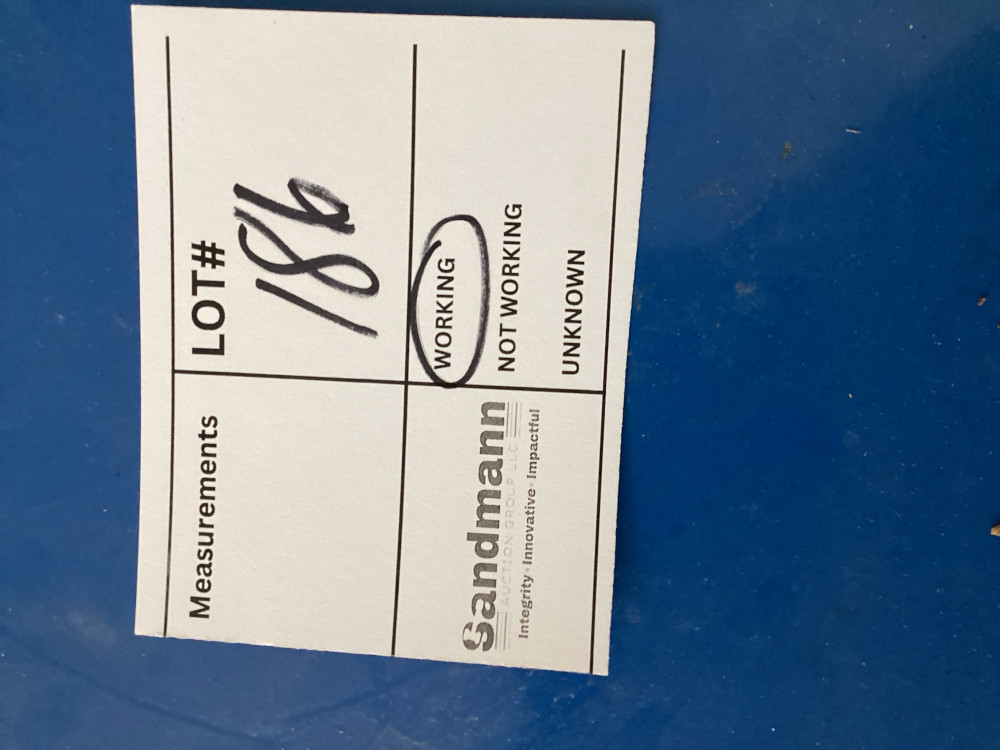 Measurements
LOT#
186
Sandmann
AUCTION GROUP LLC
Integrity • Innovative • Impactful
WORKING
NOT WORKING
UNKNOWN